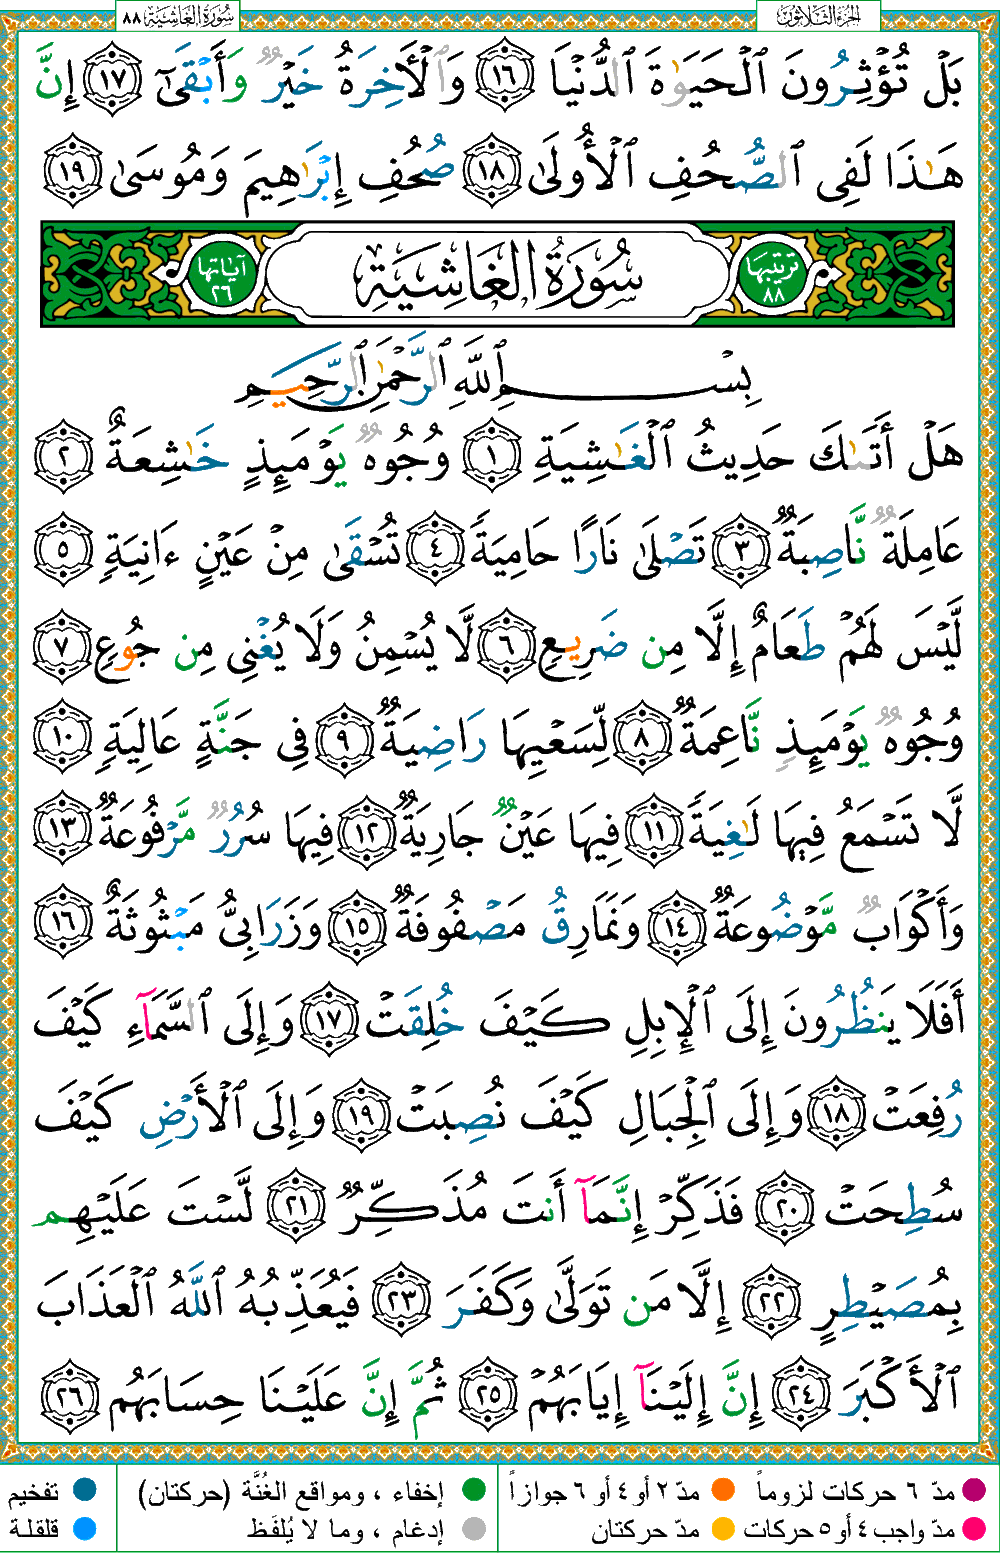 الجزء الثلاثون سورة الغاشية ٨٨
بَلۡ تُؤۡثِرُونَ ٱلۡحَيَوٰةَ ٱلدُّنۡيَا ١٦ وَٱلۡأٓخِرَةُ خَيۡرٞ وَأَبۡقَىٰٓ ١٧ إِنَّ
هَٰذَا لَفِى ٱلصُّحُفِ ٱلۡأُولَىٰ ١٨ صُحُفِ إِبۡرَٰهِيمَ وَمُوسَىٰ ١٩
ترتيبها ٨٨ سُورَةُ الغَاشِيَةِ آياتها ٢٦
بِسۡمِ ٱللَّهِ ٱلرَّحۡمَٰنِ ٱلرَّحِيمِ
هَلۡ أَتَىٰكَ حَدِيثُ ٱلۡغَٰشِيَةِ ١ وُجُوهٞ يَوۡمَئِذٍ خَٰشِعَةٌ ٢
عَامِلَةٞ نَّاصِبَةٞ ٣ تَصۡلَىٰ نَارًا حَامِيَةٗ ٤ تُسۡقَىٰ مِنۡ عَيۡنٍ ءَانِيَةٖ ٥
لَّيۡسَ لَهُمۡ طَعَامٌ إِلَّا مِن ضَرِيعٖ ٦ لَّا يُسۡمِنُ وَلَا يُغۡنِى مِن جُوعٖ ٧
وُجُوهٞ يَوۡمَئِذٖ نَّاعِمَةٞ ٨ لِّسَعۡيِهَا رَاضِيَةٞ ٩ فِى جَنَّةٍ عَالِيَةٖ ١٠
لَّا تَسۡمَعُ فِيهَا لَٰغِيَةٗ ١١ فِيهَا عَيۡنٞ جَارِيَةٞ ١٢ فِيهَا سُرُرٞ مَّرۡفُوعَةٞ ١٣
وَأَكۡوَابٞ مَّوۡضُوعَةٞ ١٤ وَنَمَارِقُ مَصۡفُوفَةٞ ١٥ وَزَرَابِىُّ مَبۡثُوثَةٌ ١٦
أَفَلَا يَنظُرُونَ إِلَى ٱلۡإِبِلِ كَيۡفَ خُلِقَتۡ ١٧ وَإِلَى ٱلسَّمَآءِ كَيۡفَ
رُفِعَتۡ ١٨ وَإِلَى ٱلۡجِبَالِ كَيۡفَ نُصِبَتۡ ١٩ وَإِلَى ٱلۡأَرۡضِ كَيۡفَ
سُطِحَتۡ ٢٠ فَذَكِّرۡ إِنَّمَآ أَنتَ مُذَكِّرٞ ٢١ لَّسۡتَ عَلَيۡهِم
بِمُصَيۡطِرٍ ٢٢ إِلَّا مَن تَوَلَّىٰ وَكَفَرَ ٢٣ فَيُعَذِّبُهُ ٱللَّهُ ٱلۡعَذَابَ
ٱلۡأَكۡبَرَ ٢٤ إِنَّ إِلَيۡنَآ إِيَابَهُمۡ ٢٥ ثُمَّ إِنَّ عَلَيۡنَا حِسَابَهُم ٢٦
مدّ ٦ حركات لزوماً مدّ ٢ أو ٤ أو ٦ جوازاً إخفاء ، ومواقع الغُنَّة (حركتان) تفخيم
مدّ واجب ٤ أو ٥ حركات مدّ حركتان إدغام ، وما لا يُلفَظ قلقلة